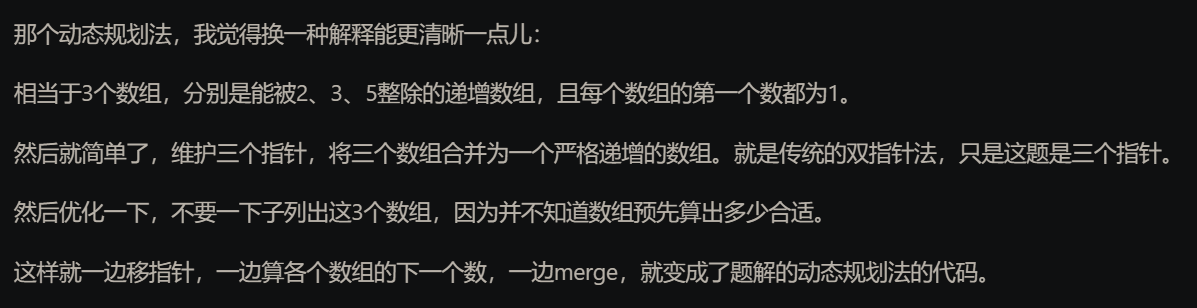 那个动态规划法，我觉得换一种解释能更清晰一点儿：
相当于3个数组，分别是能被2、3、5整除的递增数组，且每个数组的第一个数都为1。
然后就简单了，维护三个指针，将三个数组合并为一个严格递增的数组。就是传统的双指针法，只是这题是三个指针。
然后优化一下，不要一下子列出这3个数组，因为并不知道数组预先算出多少合适。
这样就一边移指针，一边算各个数组的下一个数，一边merge，就变成了题解的动态规划法的代码。